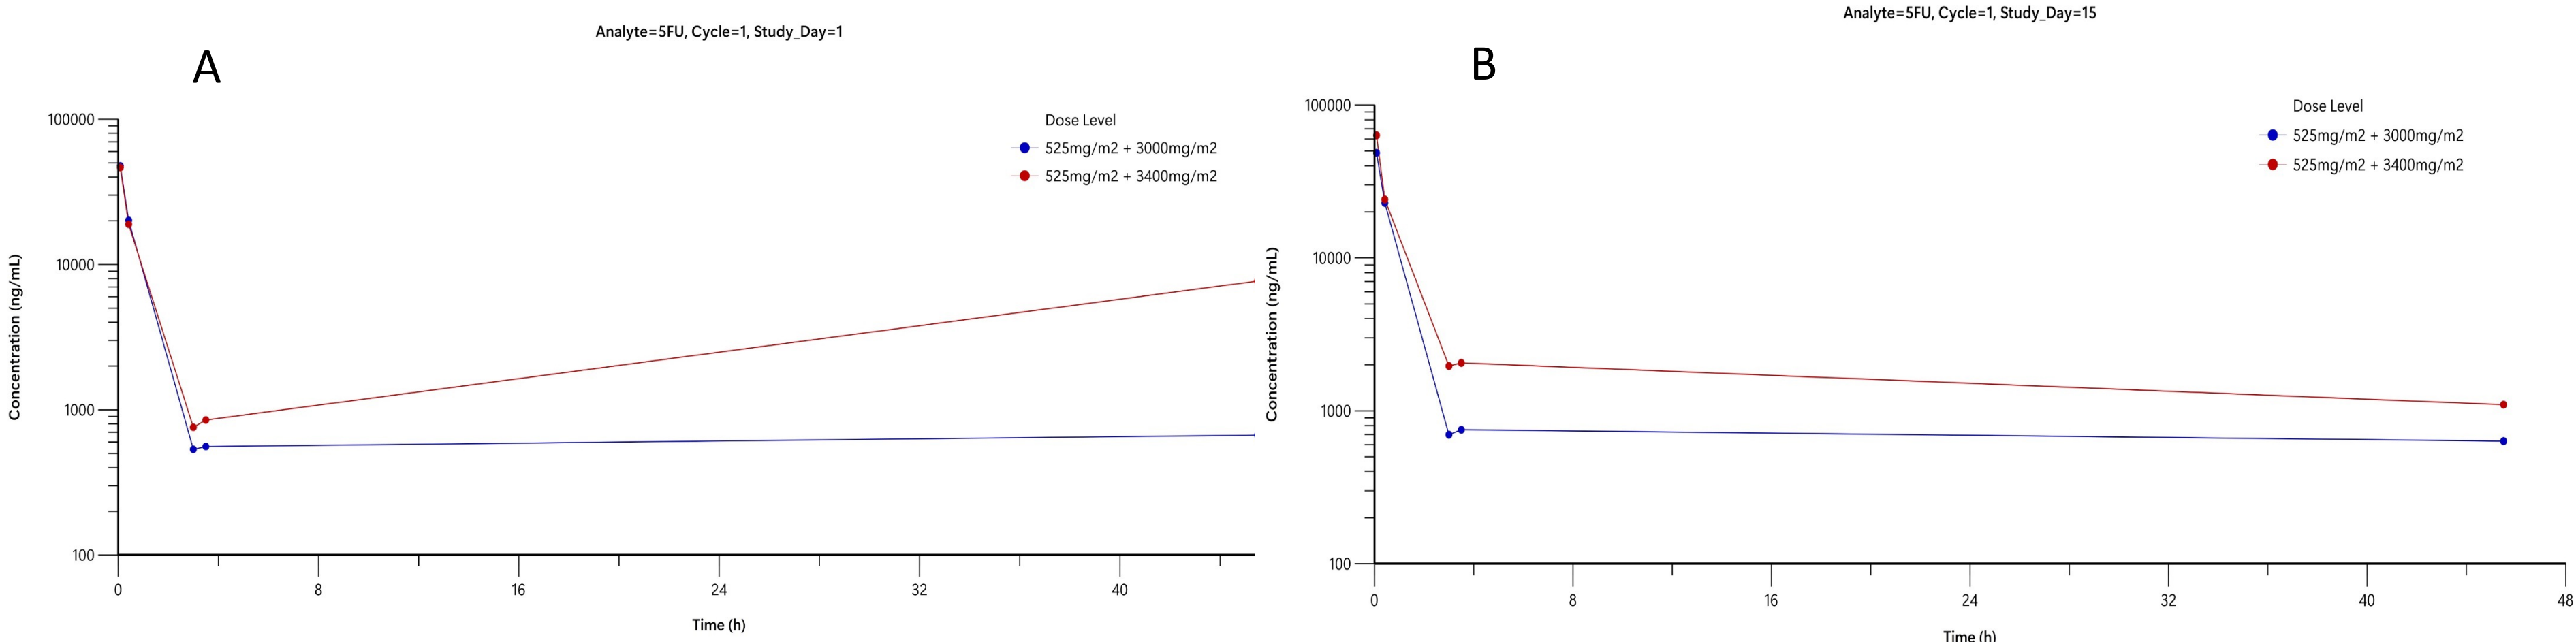 Analyte=5FU, Cycle=1, Study_Day=1
A
Dose Level
525mg/m2 + 3000mg/m2
525mg/m2 + 3400mg/m2
Concentration (ng/mL)
100000
10000
1000
100
0 8 16 24 32 40
Time (h)
Analyte=5FU, Cycle=1, Study_Day=15
B
Dose Level
525mg/m2 + 3000mg/m2
525mg/m2 + 3400mg/m2
Concentration (ng/mL)
100000
10000
1000
100
0 8 16 24 32 40 48
Time (h)